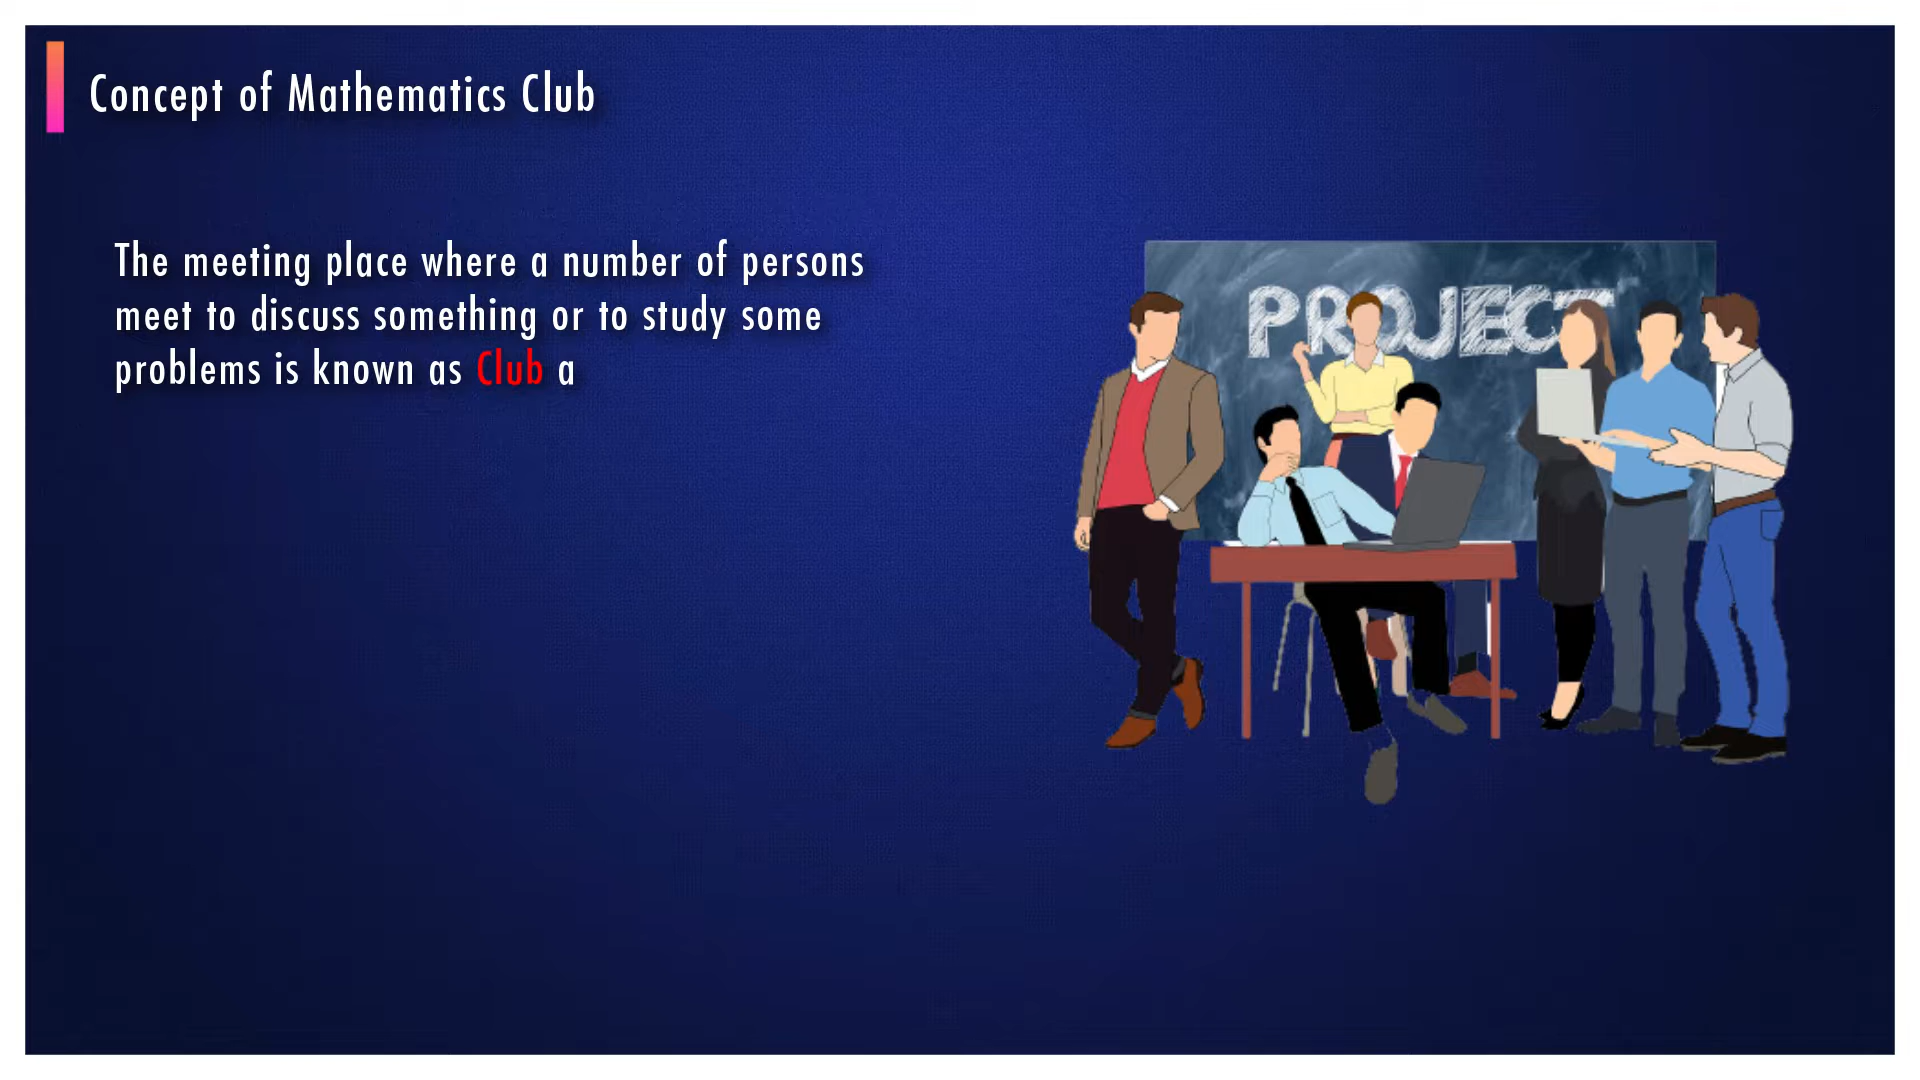 Concept of Mathematics Club
The meeting place where a number of persons
meet to discuss something or to study some
problems is known as Club a
PROJECT